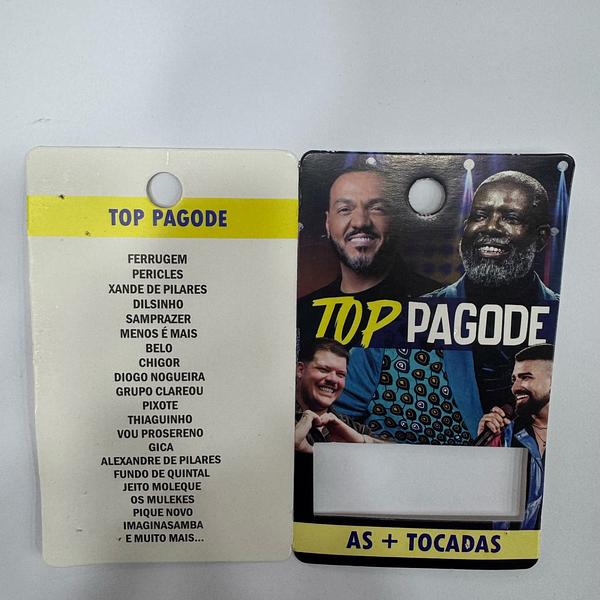 TOP PAGODE
FERRUGEM
PERICLES
XANDE DE PILARES
DILSINHO
SAMPRAZER
MENOS É MAIS
BELO
CHIGOR
DIOGO NOGUEIRA
GRUPO CLAREOU
PIXOTE
THIAGUINHO
VOU PROSERENO
GICA
ALEXANDRE DE PILARES
FUNDO DE QUINTAL
JEITO MOLEQUE
OS MULEKES
PIQUE NOVO
IMAGINASAMBA
E MUITO MAIS...
TOP PAGODE
AS + TOCADAS